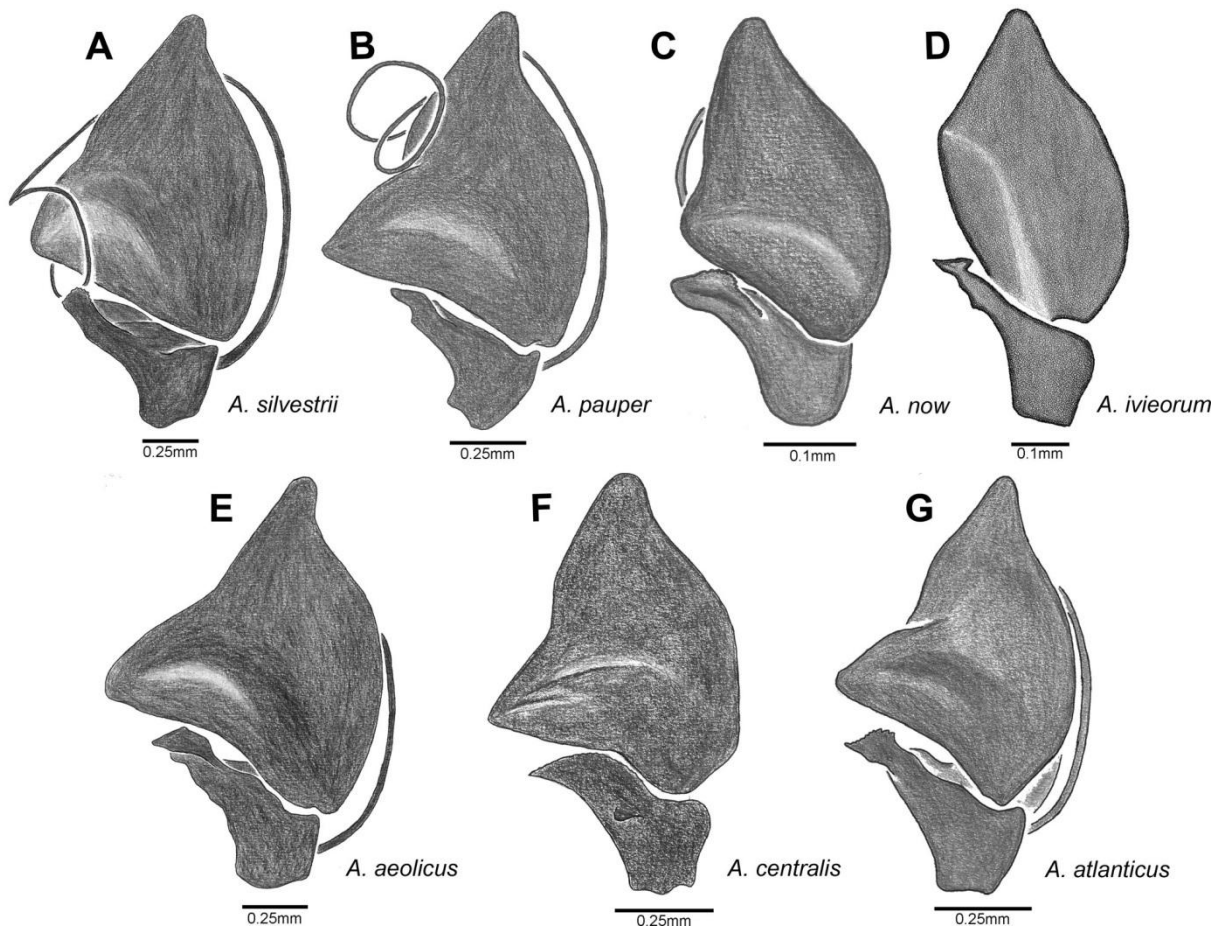 A
B
C
D
A. silvestrii
A. pauper
A. now
A. ivieorum
0.25mm
0.25mm
0.1mm
0.1mm
E
F
G
A. aeolicus
A. centralis
A. atlanticus
0.25mm
0.25mm
0.25mm